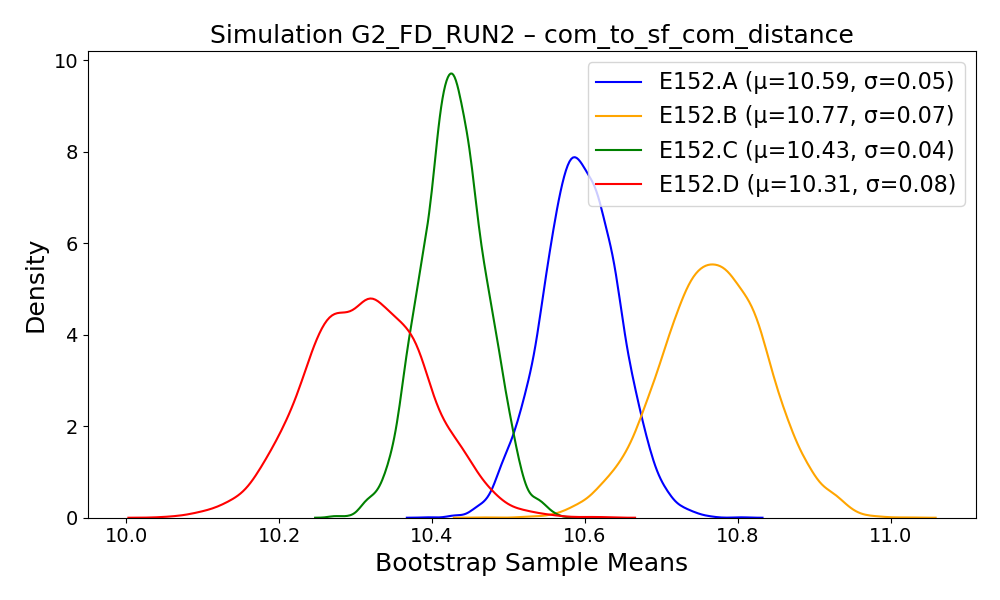 Simulation G2_FD_RUN2 – com_to_sf_com_distance
10
8
6
4
2
0
Density
E152.A (μ=10.59, σ=0.05)
E152.B (μ=10.77, σ=0.07)
E152.C (μ=10.43, σ=0.04)
E152.D (μ=10.31, σ=0.08)
10.0 10.2 10.4 10.6 10.8 11.0
Bootstrap Sample Means